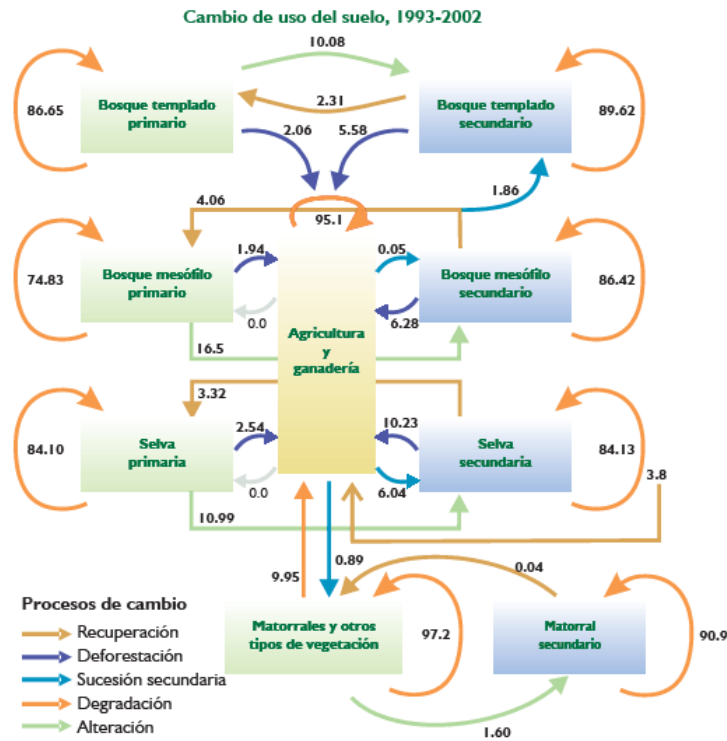 Cambio de uso del suelo, 1993-2002
10.08
86.65
Bosque templado
primario
2.31
Bosque templado
secundario
89.62
2.06
5.58
1.86
4.06
95.1
74.83
Bosque mesófilo
primario
1.94
0.05
Bosque mesófilo
secundario
86.42
0.0
6.28
Agricultura
y
ganadería
16.5
3.32
84.10
Selva
primaria
2.54
10.23
Selva
secundaria
84.13
0.0
6.04
3.8
10.99
9.95
0.89
0.04
Matorrales y otros
tipos de vegetación
97.2
Matorral
secundario
90.9
1.60
Procesos de cambio
Recuperación
Deforestación
Sucesión secundaria
Degradación
Alteración